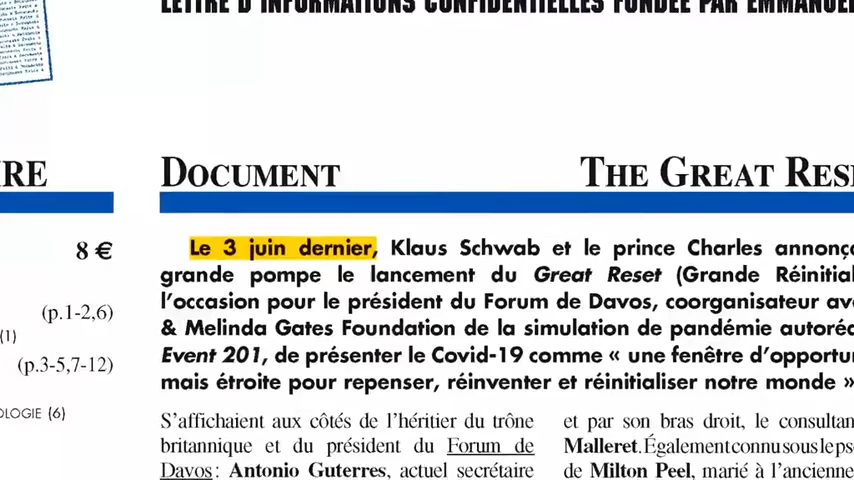 LETTRE D'INFORMATIONS CONFIDENTIELLES FONDÉE PAR EMMANUEL
IRE
DOCUMENT THE GREAT RES
8 €
(p.1-2,6)
(1)
(p.3-5,7-12)
OLOGIE (6)
Le 3 juin dernier, Klaus Schwab et le prince Charles annonç
grande pompe le lancement du Great Reset (Grande Réinitial
l'occasion pour le président du Forum de Davos, coorganisateur av
& Melinda Gates Foundation de la simulation de pandémie autoréa
Event 201, de présenter le Covid-19 comme « une fenêtre d'opportu
mais étroite pour repenser, réinventer et réinitialiser notre monde »
S'affichaient aux côtés de l'héritier du trône
britannique et du président du Forum de
Davos : Antonio Guterres, actuel secrétaire
et par son bras droit, le consultan
Malleret. Également connu sous le ps
de Milton Peel, marié à l'ancienne